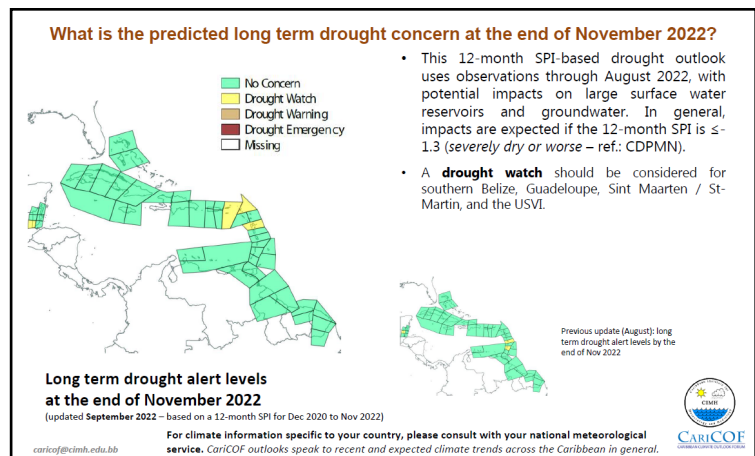 What is the predicted long term drought concern at the end of November 2022?
No Concern
Drought Watch
Drought Warning
Drought Emergency
Missing
• This 12-month SPI-based drought outlook
uses observations through August 2022, with
potential impacts on large surface water
reservoirs and groundwater. In general,
impacts are expected if the 12-month SPI is ≤-
1.3 (severely dry or worse – ref.: CDPMN).
• A drought watch should be considered for
southern Belize, Guadeloupe, Sint Maarten / St-
Martin, and the USVI.
Previous update (August): long
term drought alert levels by the
end of Nov 2022
Long term drought alert levels
at the end of November 2022
(updated September 2022 – based on a 12-month SPI for Dec 2020 to Nov 2022)
For climate information specific to your country, please consult with your national meteorological
service. CariCOF outlooks speak to recent and expected climate trends across the Caribbean in general.
caricof@cimh.edu.bb
CIMH
CARICOF
CARIBBEAN CLIMATE OUTLOOK FORUM